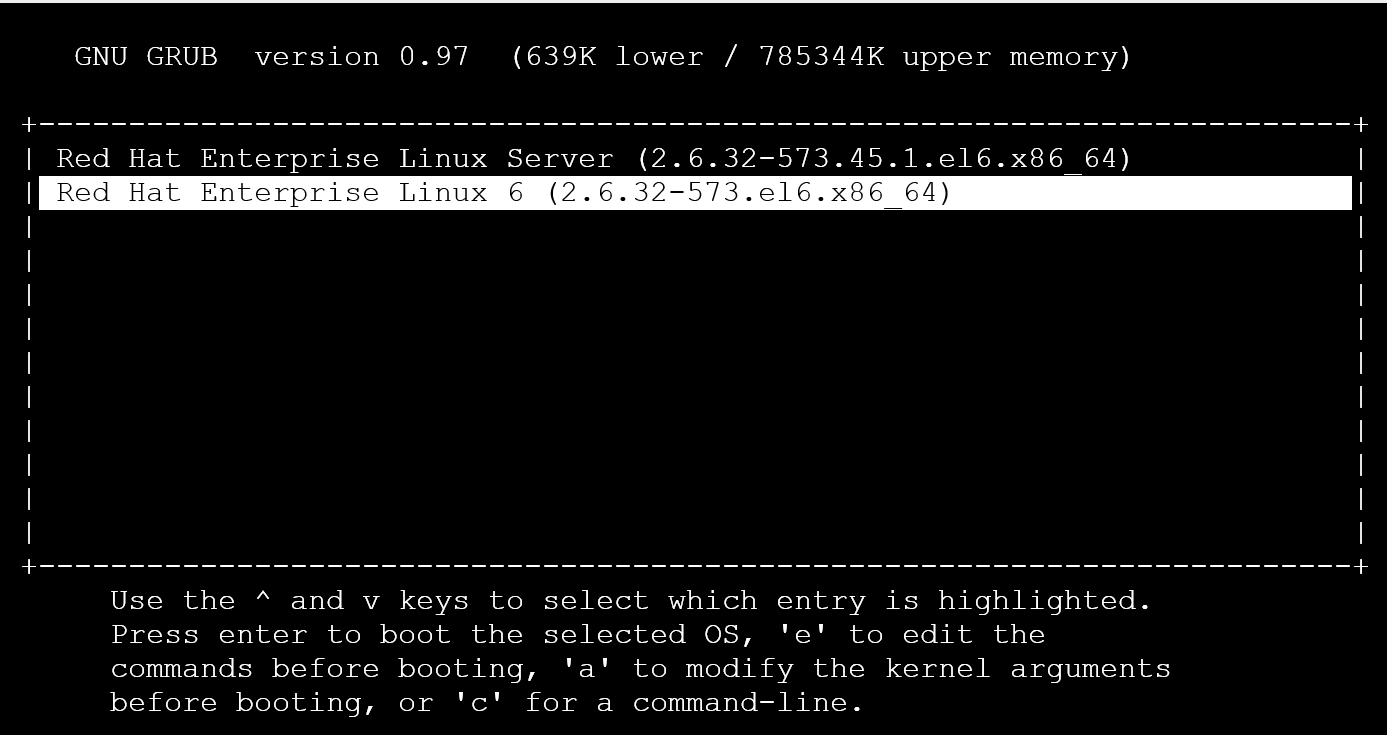 GNU GRUB  version 0.97  (639K lower / 785344K upper memory)
Red Hat Enterprise Linux Server (2.6.32-573.45.1.el6.x86_64)
Red Hat Enterprise Linux 6 (2.6.32-573.el6.x86_64)
Use the ^ and v keys to select which entry is highlighted.
Press enter to boot the selected OS, 'e' to edit the
commands before booting, 'a' to modify the kernel arguments
before booting, or 'c' for a command-line.